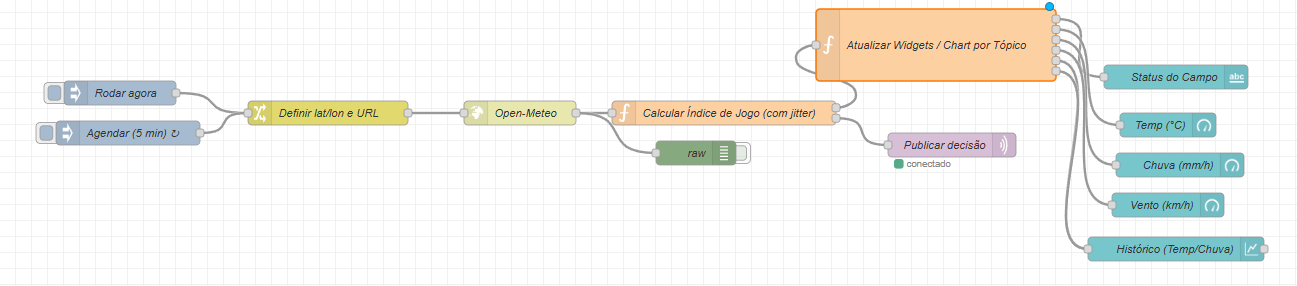 Atualizar Widgets / Chart por Tópico
Status do Campo
abc
Rodar agora
Definir lat/lon e URL
Open-Meteo
Calcular Índice de Jogo (com jitter)
Temp (°C)
Agendar (5 min) ↻
raw
Publicar decisão
conectado
Chuva (mm/h)
Vento (km/h)
Histórico (Temp/Chuva)